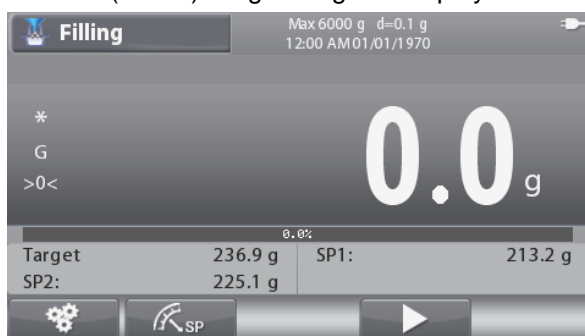 Filling
Max 6000 g d=0.1 g
12:00 AM 01/01/1970
*
G
>0<
0.0 g
0.0%
Target 236.9 g SP1: 213.2 g
SP2: 225.1 g
SP